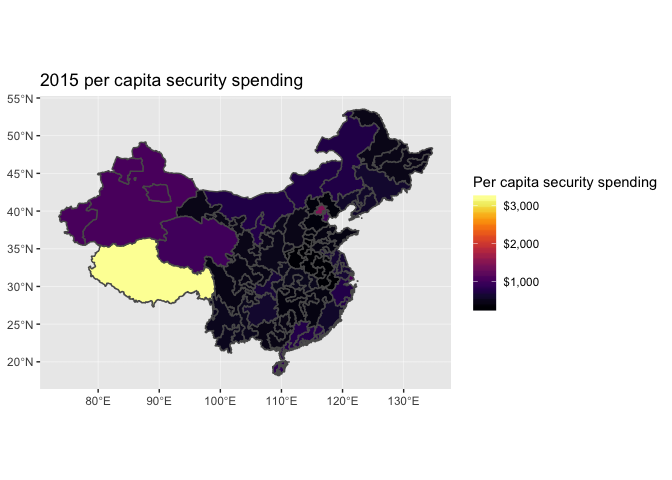 2015 per capita security spending
55°N
50°N
45°N
40°N
35°N
30°N
25°N
20°N
80°E 90°E 100°E 110°E 120°E 130°E
Per capita security spending
$3,000
$2,000
$1,000